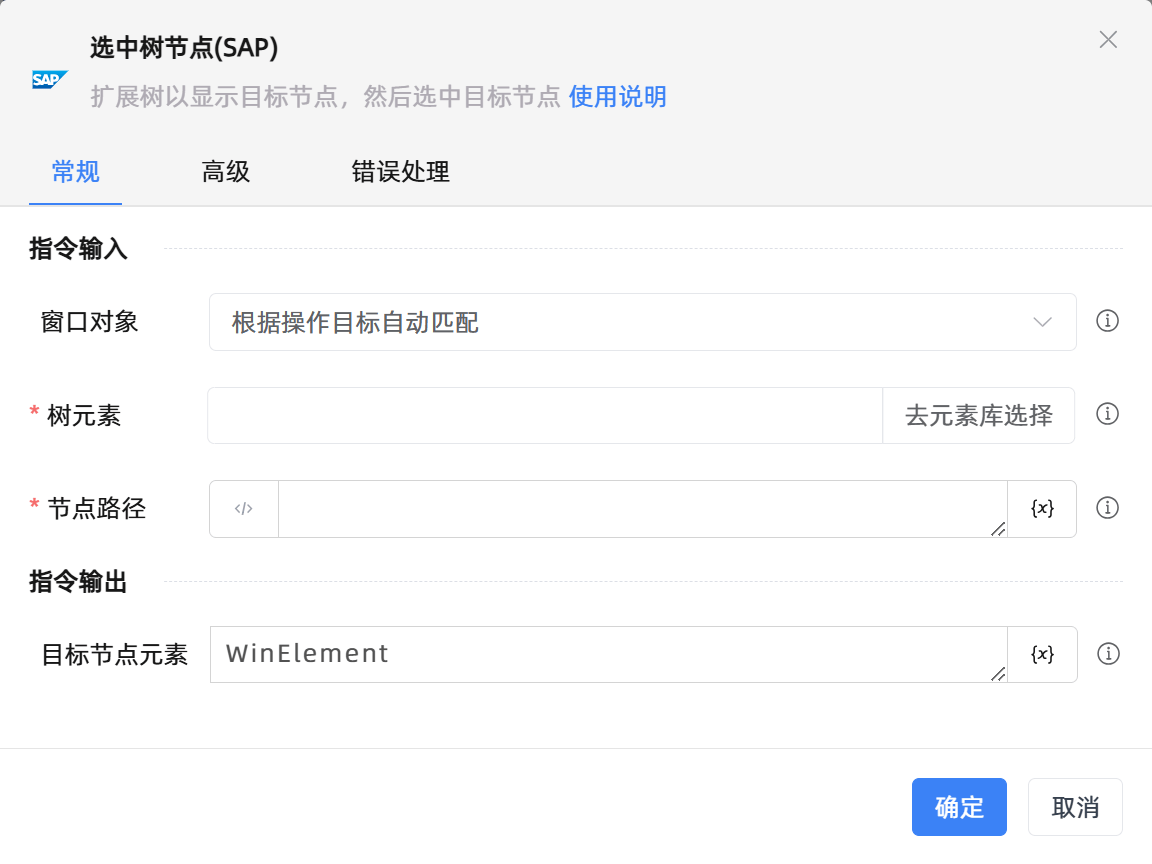 选中树节点(SAP)
SAP
扩展树以显示目标节点，然后选中目标节点 使用说明
常规 高级 错误处理
指令输入
窗口对象 根据操作目标自动匹配
* 树元素 去元素库选择
* 节点路径 </> {x}
指令输出
目标节点元素 WinElement {x}
确定 取消